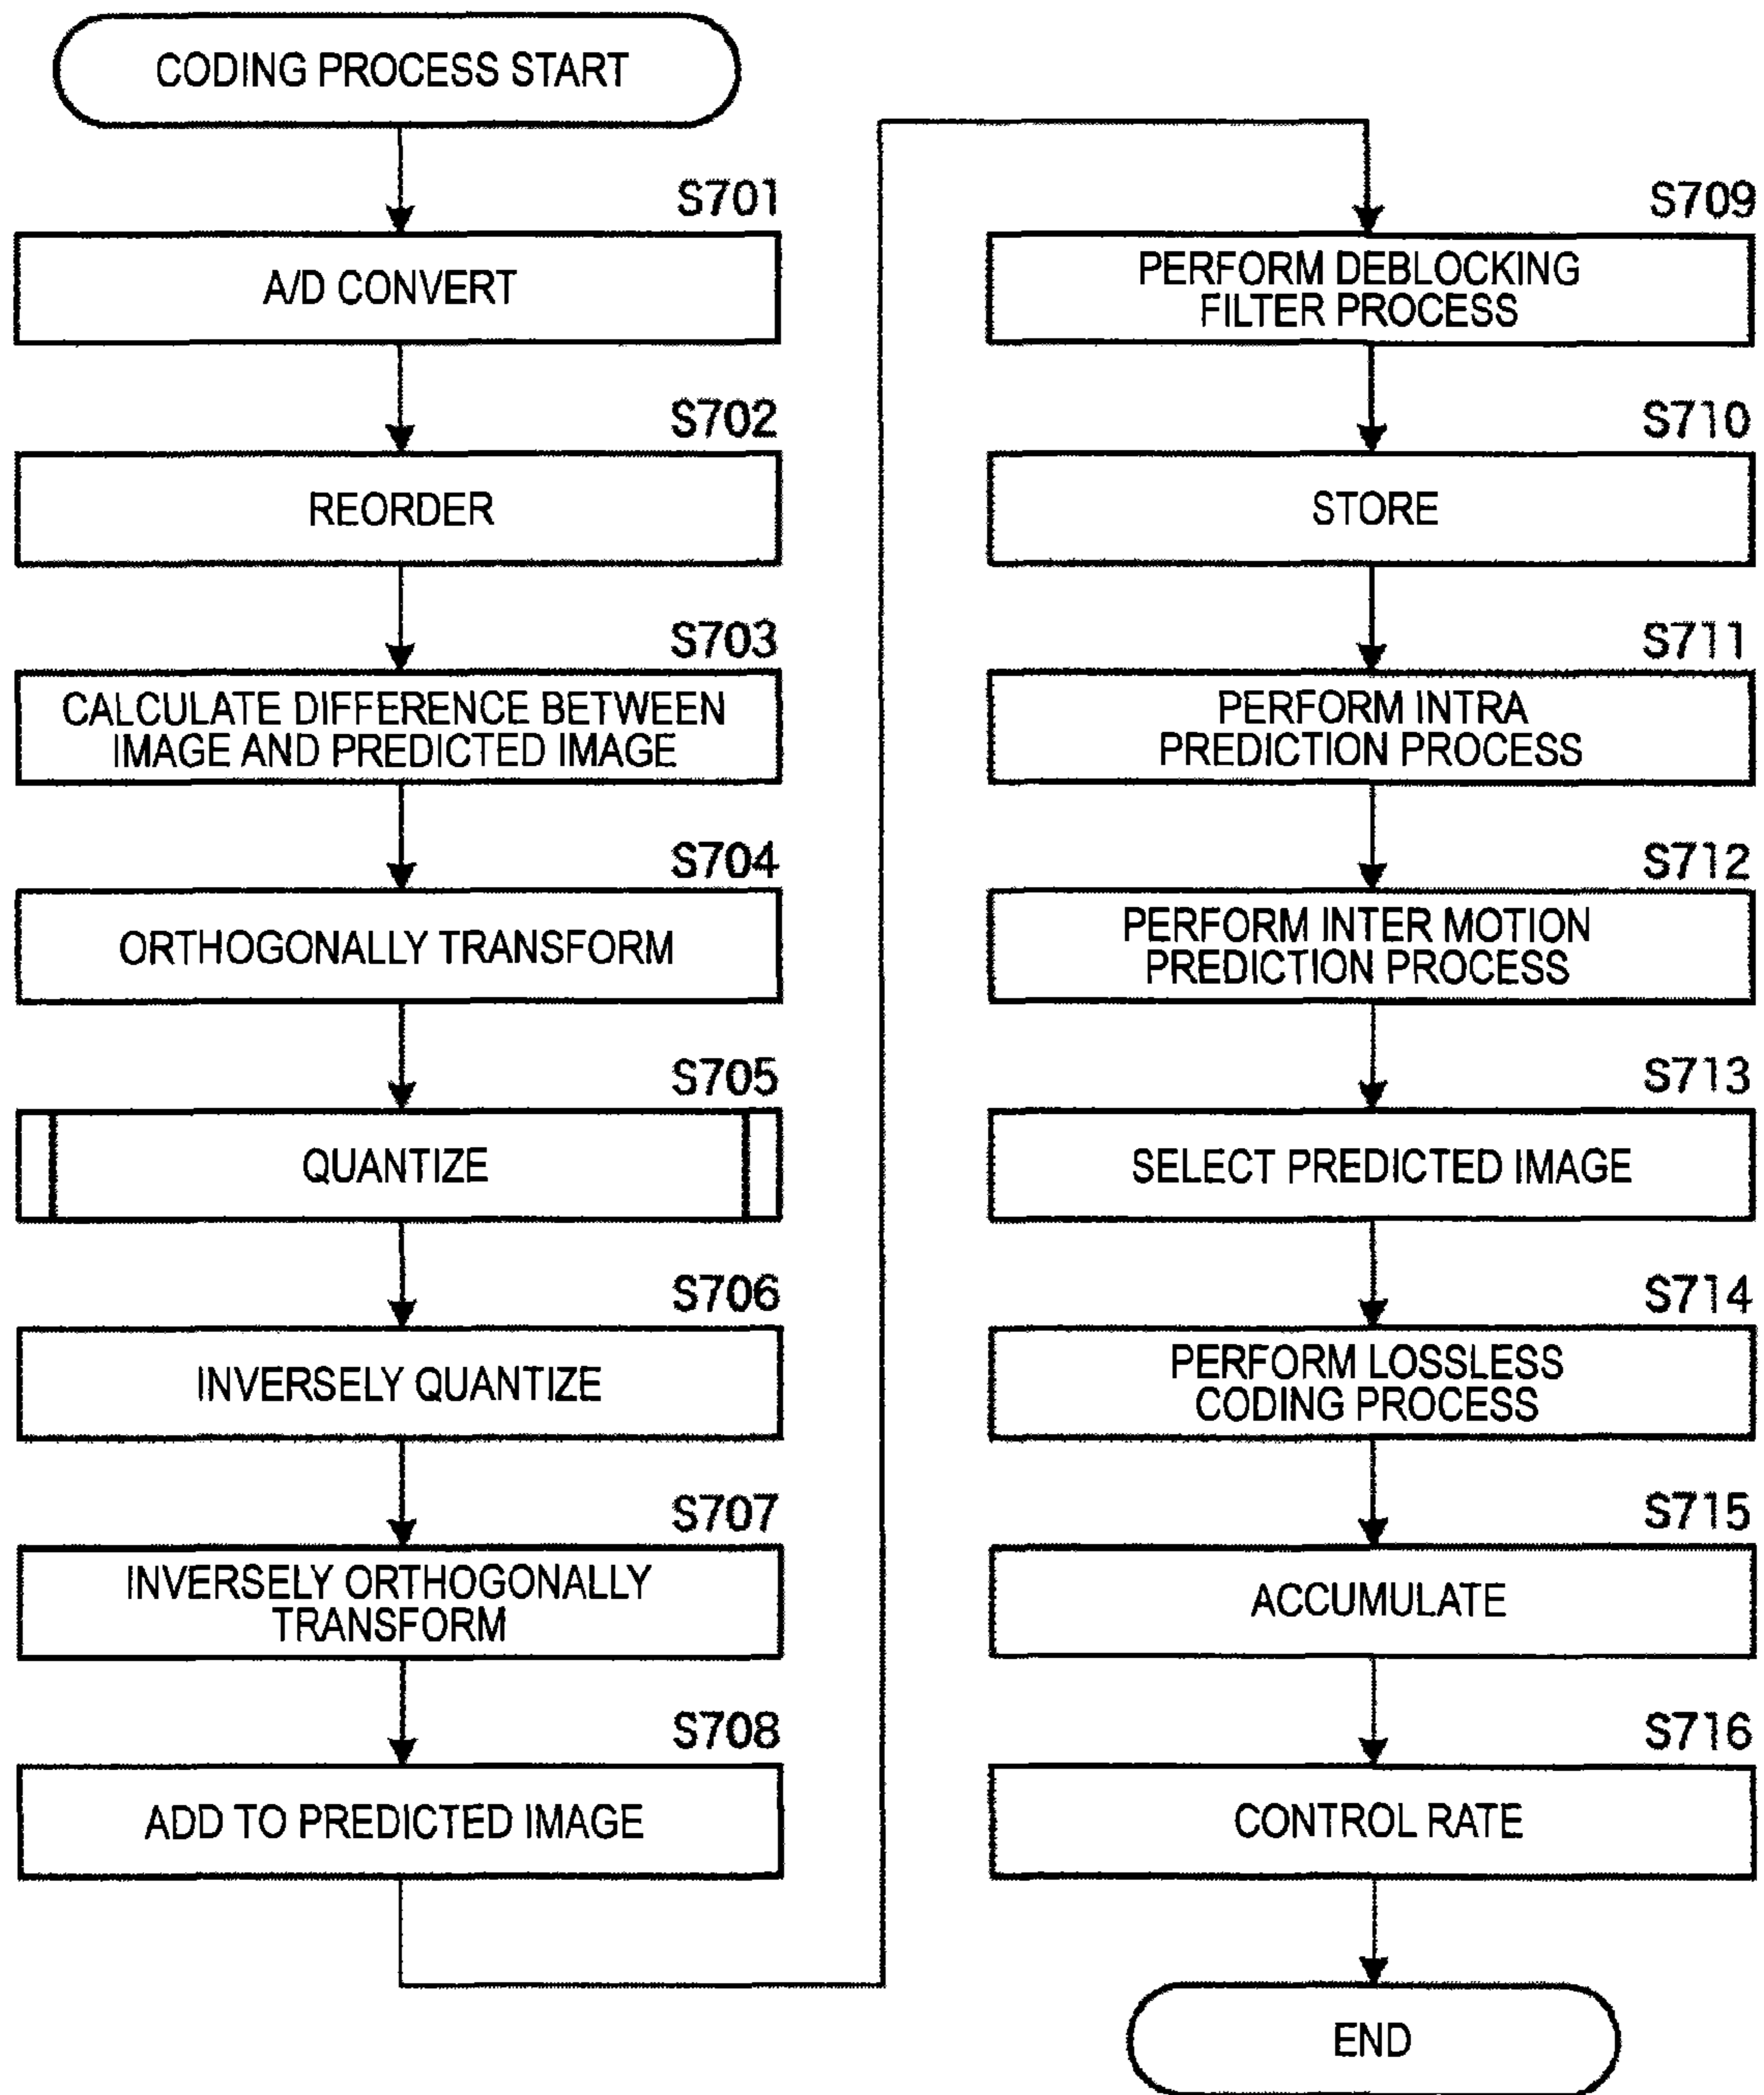 CODING PROCESS START
S701
A/D CONVERT
S702
REORDER
S703
CALCULATE DIFFERENCE BETWEEN
IMAGE AND PREDICTED IMAGE
S704
ORTHOGONALLY TRANSFORM
S705
QUANTIZE
S706
INVERSELY QUANTIZE
S707
INVERSELY ORTHOGONALLY
TRANSFORM
S708
ADD TO PREDICTED IMAGE
S709
PERFORM DEBLOCKING
FILTER PROCESS
S710
STORE
S711
PERFORM INTRA
PREDICTION PROCESS
S712
PERFORM INTER MOTION
PREDICTION PROCESS
S713
SELECT PREDICTED IMAGE
S714
PERFORM LOSSLESS
CODING PROCESS
S715
ACCUMULATE
S716
CONTROL RATE
END